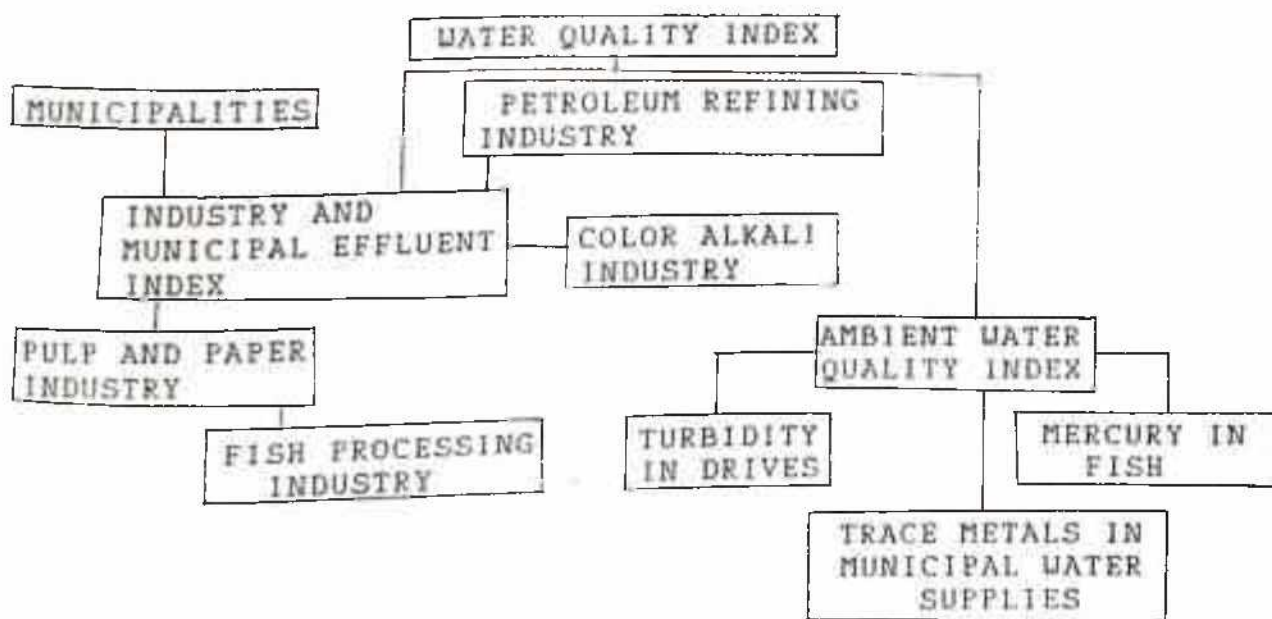 WATER QUALITY INDEX
MUNICIPALITIES
PETROLEUM REFINING
INDUSTRY
INDUSTRY AND
MUNICIPAL EFFLUENT
INDEX
COLOR ALKALI
INDUSTRY
PULP AND PAPER
INDUSTRY
FISH PROCESSING
INDUSTRY
AMBIENT WATER
QUALITY INDEX
TURBIDITY
IN DRIVES
MERCURY IN
FISH
TRACE METALS IN
MUNICIPAL WATER
SUPPLIES